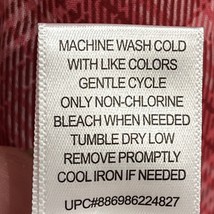 MACHINE WASH COLD
WITH LIKE COLORS
GENTLE CYCLE
ONLY NON-CHLORINE
BLEACH WHEN NEEDED
TUMBLE DRY LOW
REMOVE PROMPTLY
COOL IRON IF NEEDED
UPC#886986224827